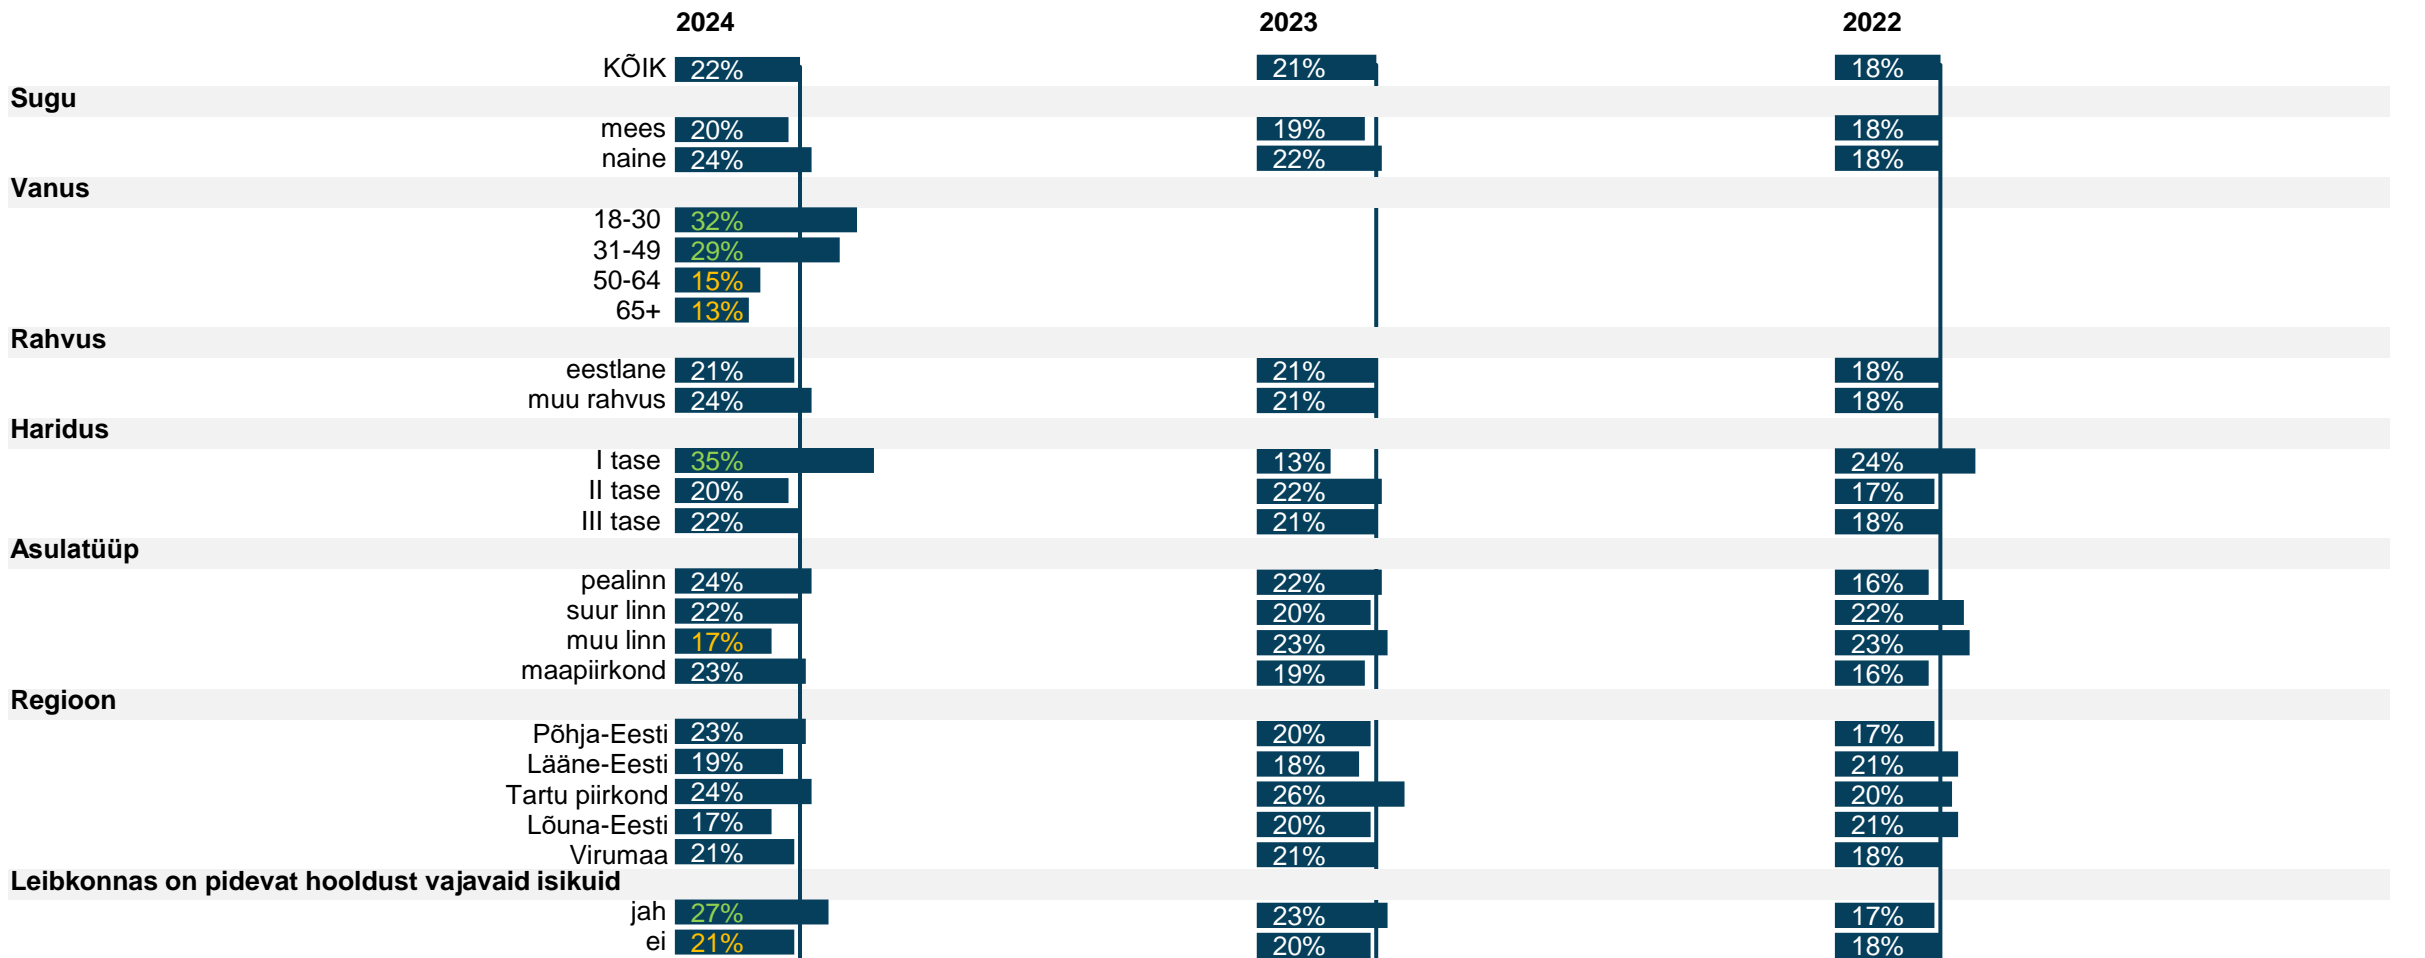 2024 2023 2022
KÕIK 22% 21% 18%
Sugu
mees 20% 19% 18%
naine 24% 22% 18%
Vanus
18-30 32%
31-49 29%
50-64 15%
65+ 13%
Rahvus
eestlane 21% 21% 18%
muu rahvus 24% 21% 18%
Haridus
I tase 35% 13% 24%
II tase 20% 22% 17%
III tase 22% 21% 18%
Asulatüüp
pealinn 24% 22% 16%
suur linn 22% 20% 22%
muu linn 17% 23% 23%
maapiirkond 23% 19% 16%
Regioon
Põhja-Eesti 23% 20% 17%
Lääne-Eesti 19% 18% 21%
Tartu piirkond 24% 26% 20%
Lõuna-Eesti 17% 20% 21%
Virumaa 21% 21% 18%
Leibkonnas on pidevat hooldust vajavaid isikuid
jah 27% 23% 17%
ei 21% 20% 18%